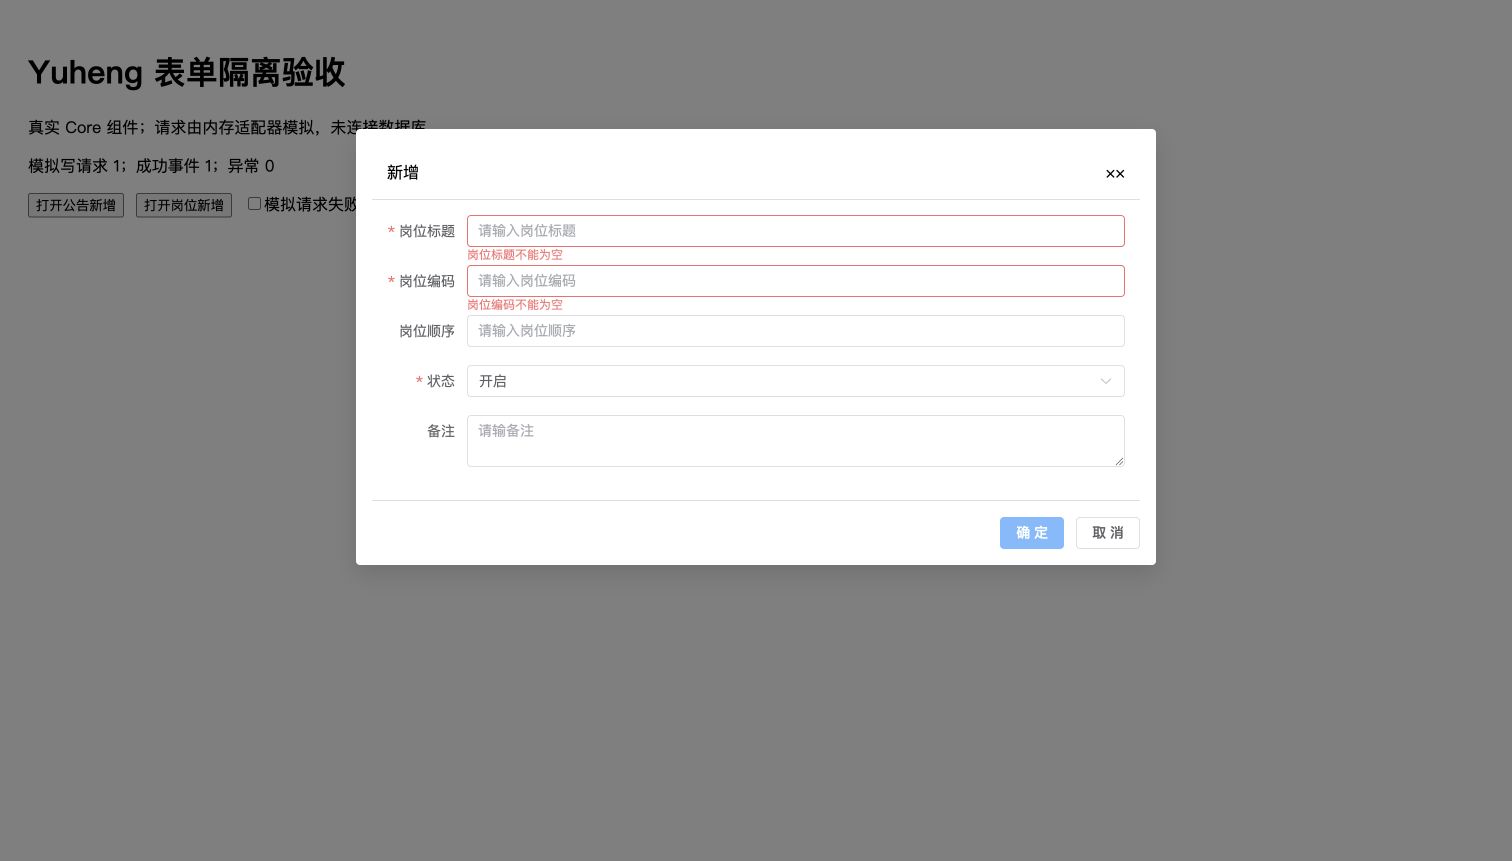 Yuheng 表单隔离验收
真实 Core 组件；请求由内存适配器模拟，未连接数据库
模拟写请求 1；成功事件 1；异常 0
打开公告新增 打开岗位新增 模拟请求失败
新增
* 岗位标题 请输入岗位标题
岗位标题不能为空
* 岗位编码 请输入岗位编码
岗位编码不能为空
岗位顺序 请输入岗位顺序
* 状态 开启
备注 请输备注
确 定 取 消